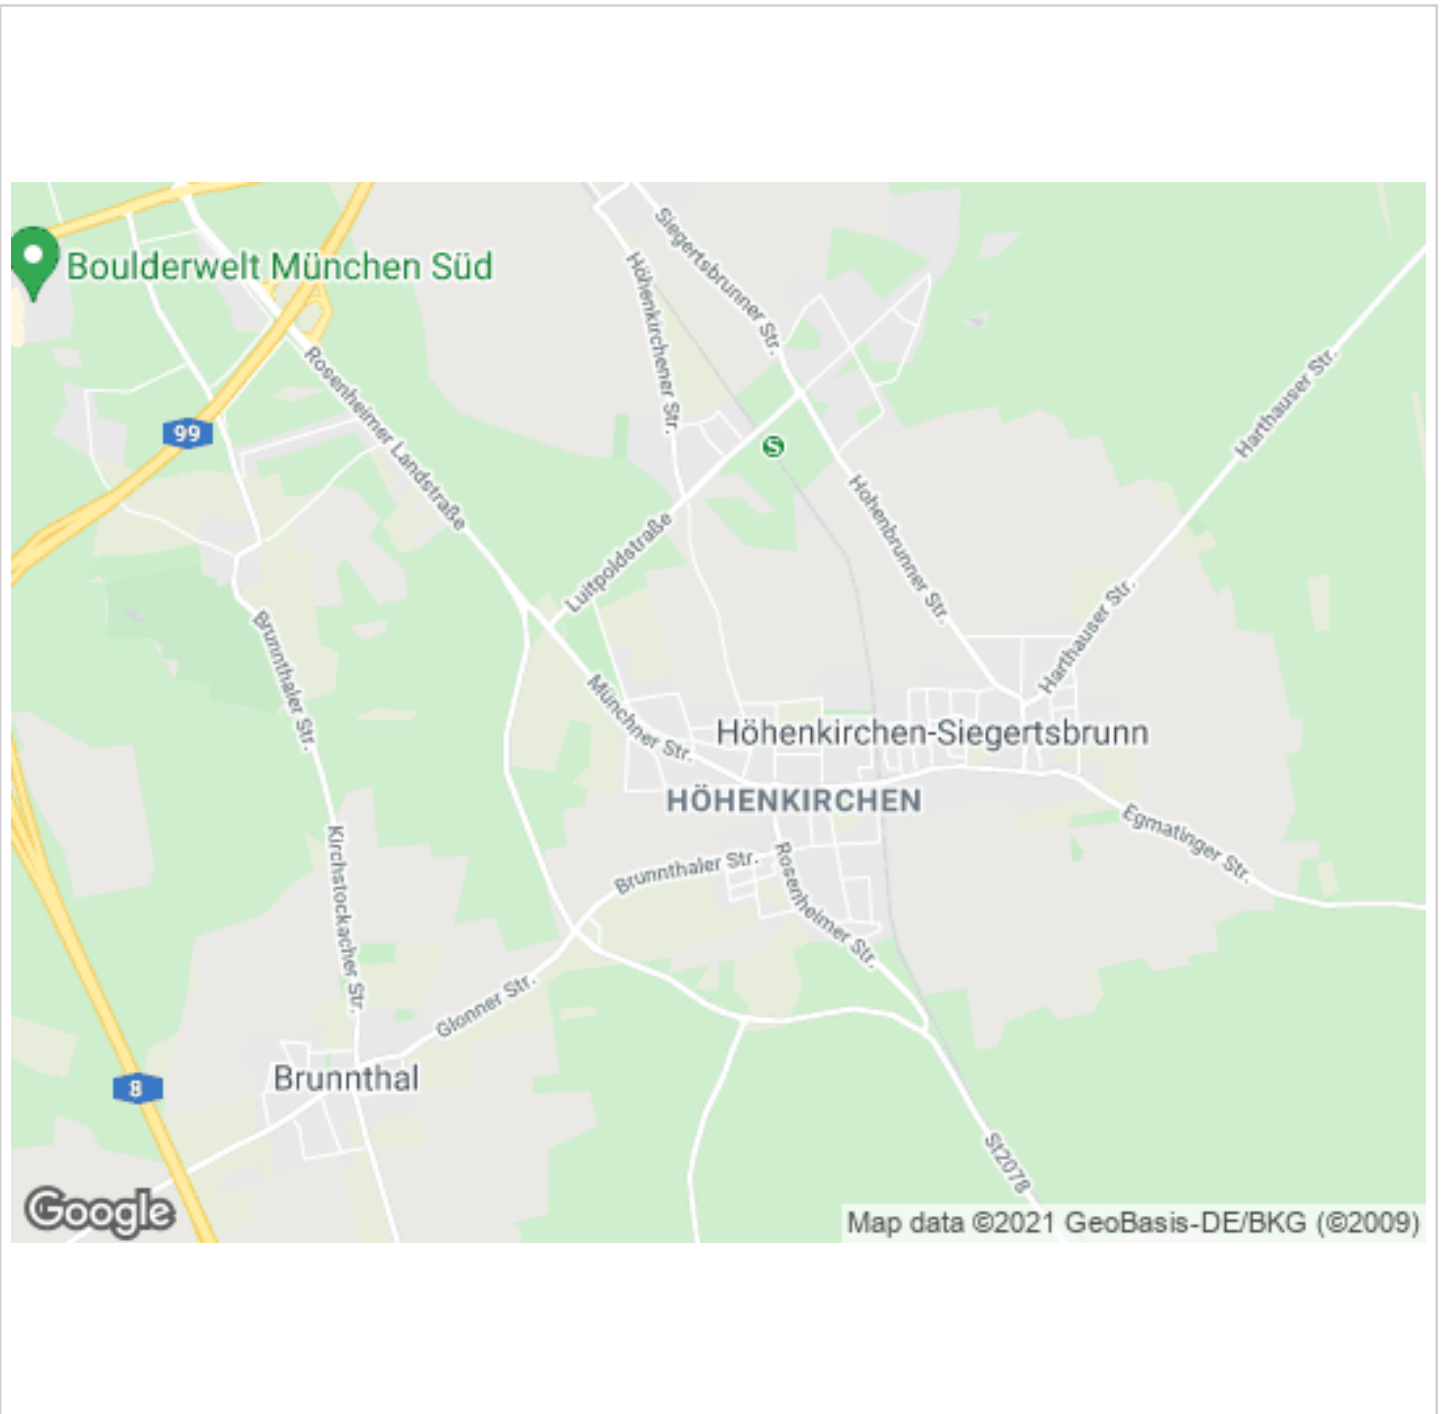 Boulderwelt München Süd
Siegertsbrunner Str.
Höhenkirchener Str.
Rosenheimer Landstraße
99
S
Harthauser Str.
Hohenbrunner Str.
Luitpoldstraße
Harthauser Str.
Brunnthaler Str.
Münchner Str.
Höhenkirchen-Siegertsbrunn
HÖHENKIRCHEN
Egmatinger Str.
Kirchstockacher Str.
Brunnthaler Str.
Rosenheimer Str.
Glonner Str.
Brunnthal
8
St2078
Google
Map data ©2021 GeoBasis-DE/BKG (©2009)